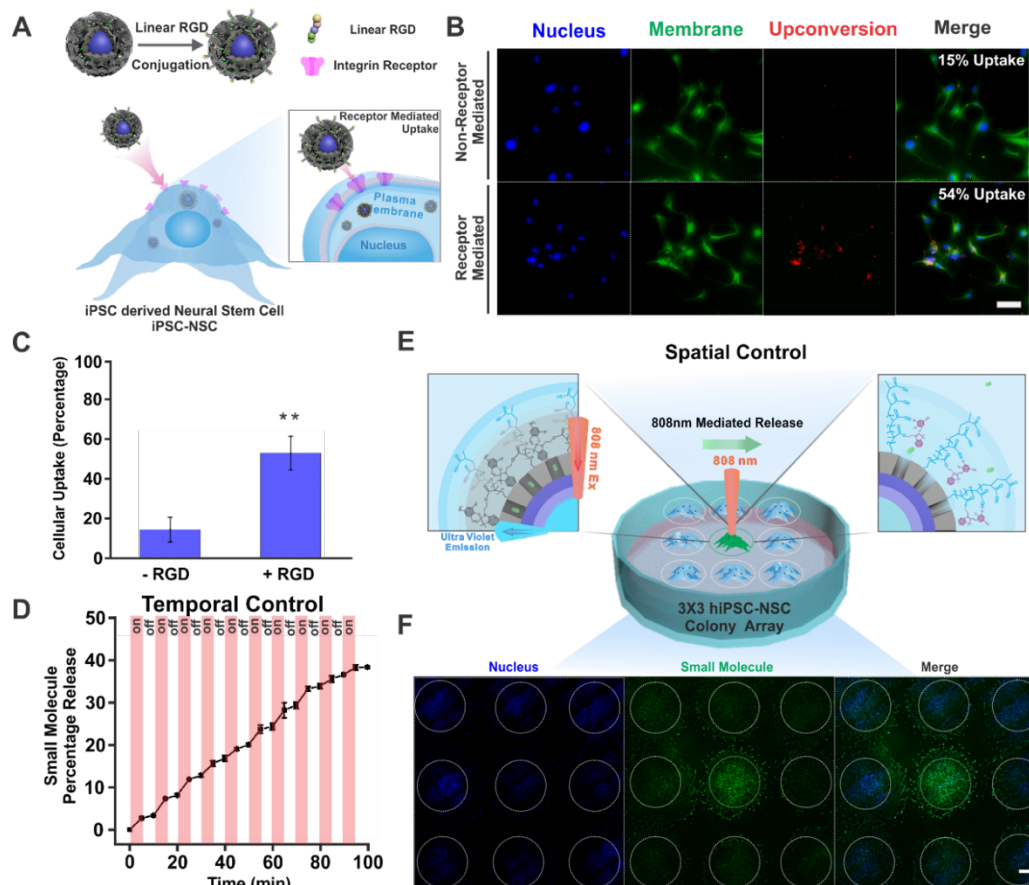 A
Linear RGD
Conjugation
Linear RGD
Integrin Receptor
Receptor Mediated
Uptake
Plasma
Membrane
Nucleus
iPSC derived Neural Stem Cell
iPSC-NSC
B
Nucleus
Membrane
Upconversion
Merge
Non-Receptor
Mediated
15% Uptake
Receptor
Mediated
54% Uptake
C
Cellular Uptake (Percentage)
100
80
60
40
20
0
**
- RGD
+ RGD
D
Temporal Control
on off on off on off on off on off on off on off on off on off on
Small Molecule
Percentage Release
50
40
30
20
10
0
0 20 40 60 80 100
Time (min)
E
Spatial Control
808nm Mediated Release
808 nm
808 nm Ex
Ultra Violet
Emission
3X3 hiPSC-NSC
Colony Array
F
Nucleus
Small Molecule
Merge